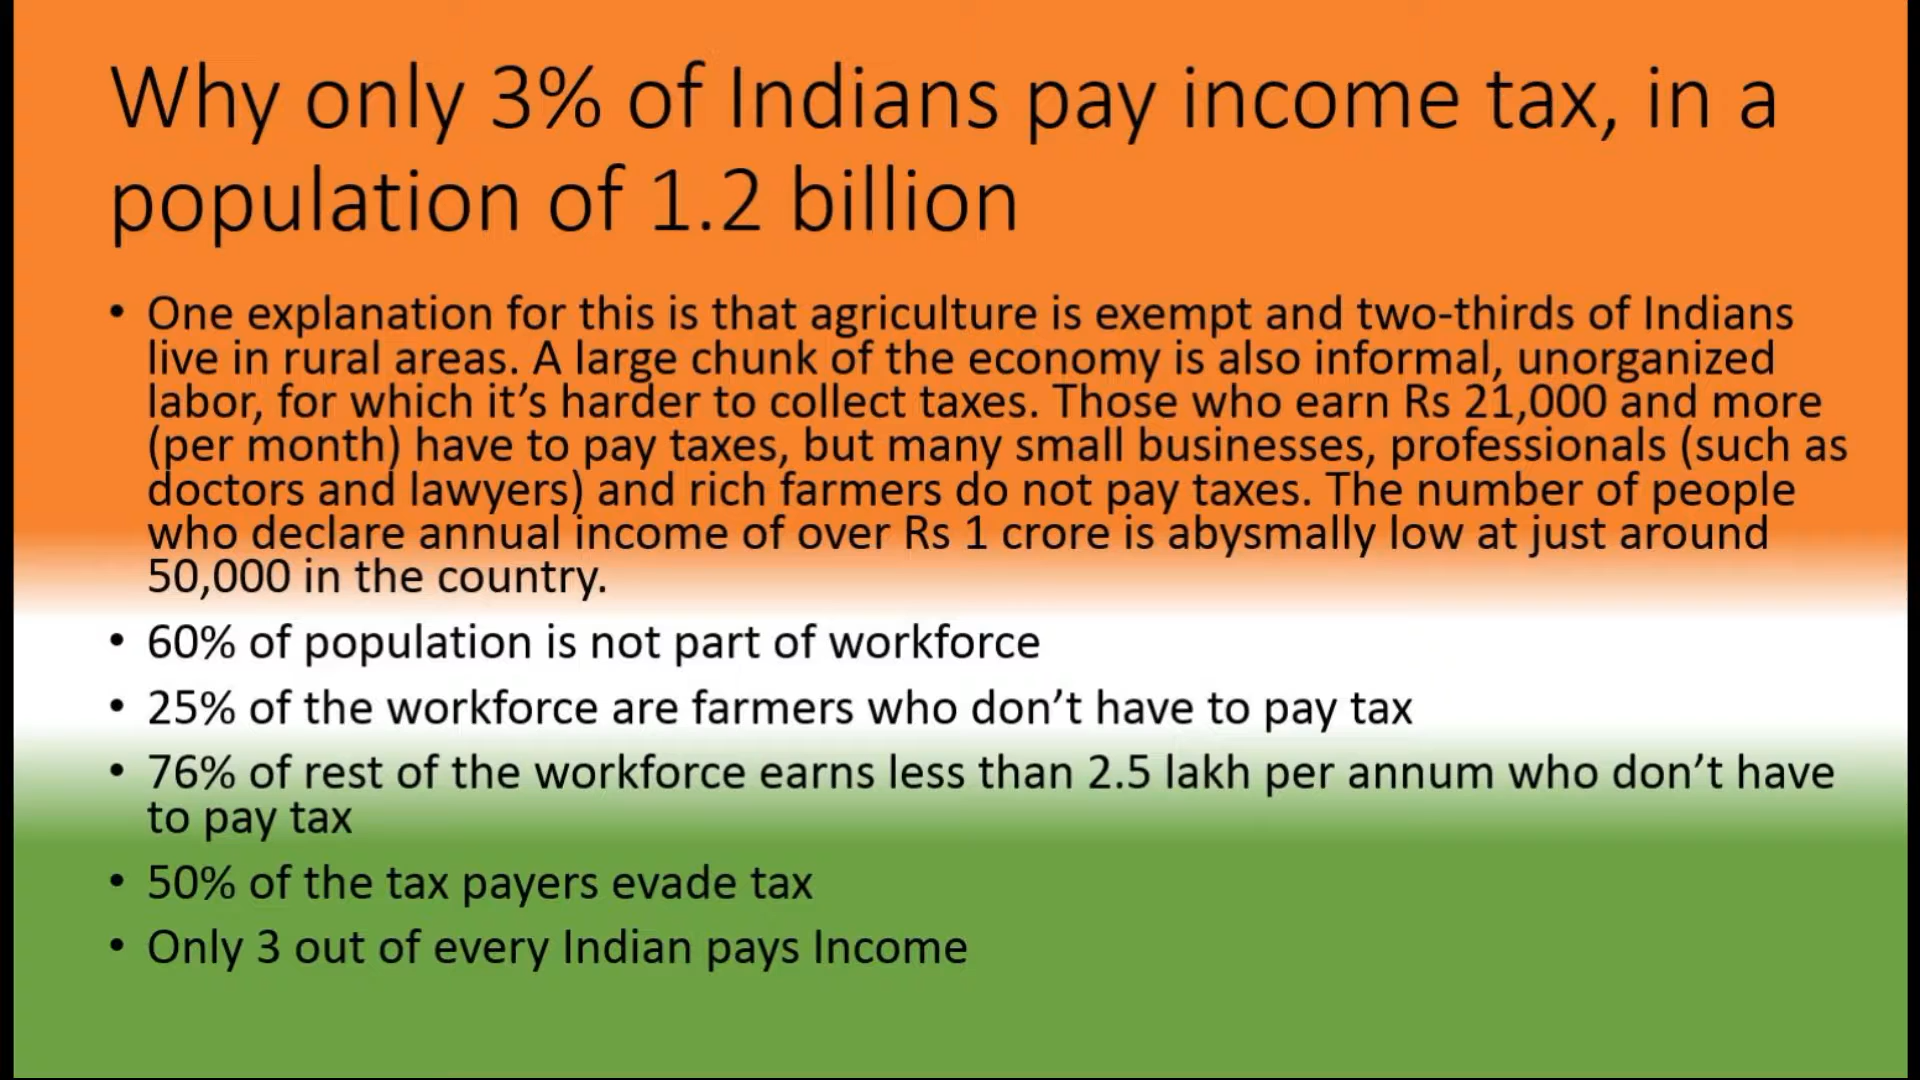 Why only 3% of Indians pay income tax, in a
population of 1.2 billion
• One explanation for this is that agriculture is exempt and two-thirds of Indians
live in rural areas. A large chunk of the economy is also informal, unorganized
labor, for which it’s harder to collect taxes. Those who earn Rs 21,000 and more
(per month) have to pay taxes, but many small businesses, professionals (such as
doctors and lawyers) and rich farmers do not pay taxes. The number of people
who declare annual income of over Rs 1 crore is abysmally low at just around
50,000 in the country.
• 60% of population is not part of workforce
• 25% of the workforce are farmers who don’t have to pay tax
• 76% of rest of the workforce earns less than 2.5 lakh per annum who don’t have
to pay tax
• 50% of the tax payers evade tax
• Only 3 out of every Indian pays Income